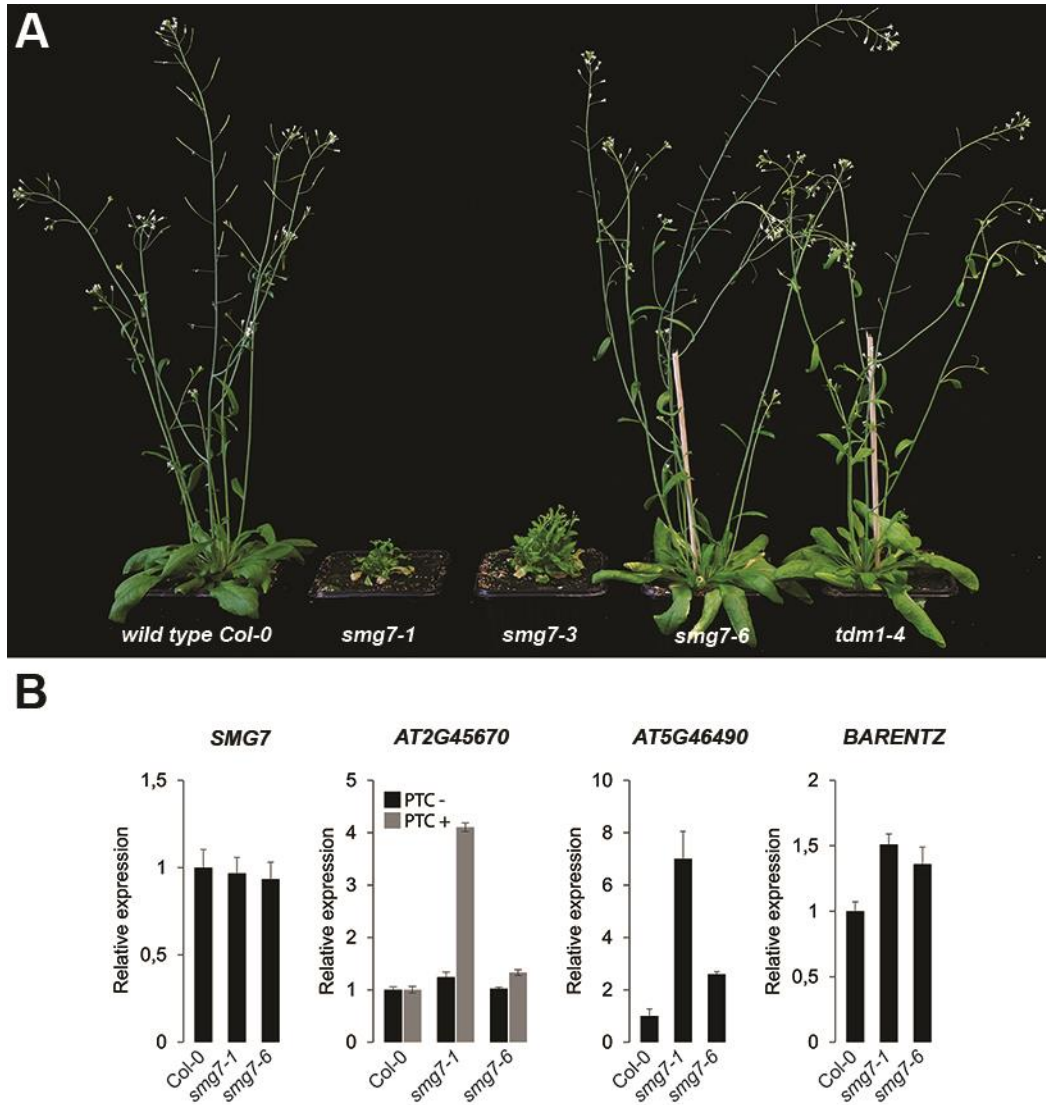 A
wild type Col-0 smg7-1 smg7-3 smg7-6 tdm1-4
B
SMG7 AT2G45670 AT5G46490 BARENTZ
Relative expression
1,5
1
0,5
0
Col-0
smg7-1
smg7-6
Relative expression
5
4
3
2
1
0
PTC -
PTC +
Col-0
smg7-1
smg7-6
Relative expression
10
8
6
4
2
0
Col-0
smg7-1
smg7-6
Relative expression
2
1,5
1
0,5
0
Col-0
smg7-1
smg7-6